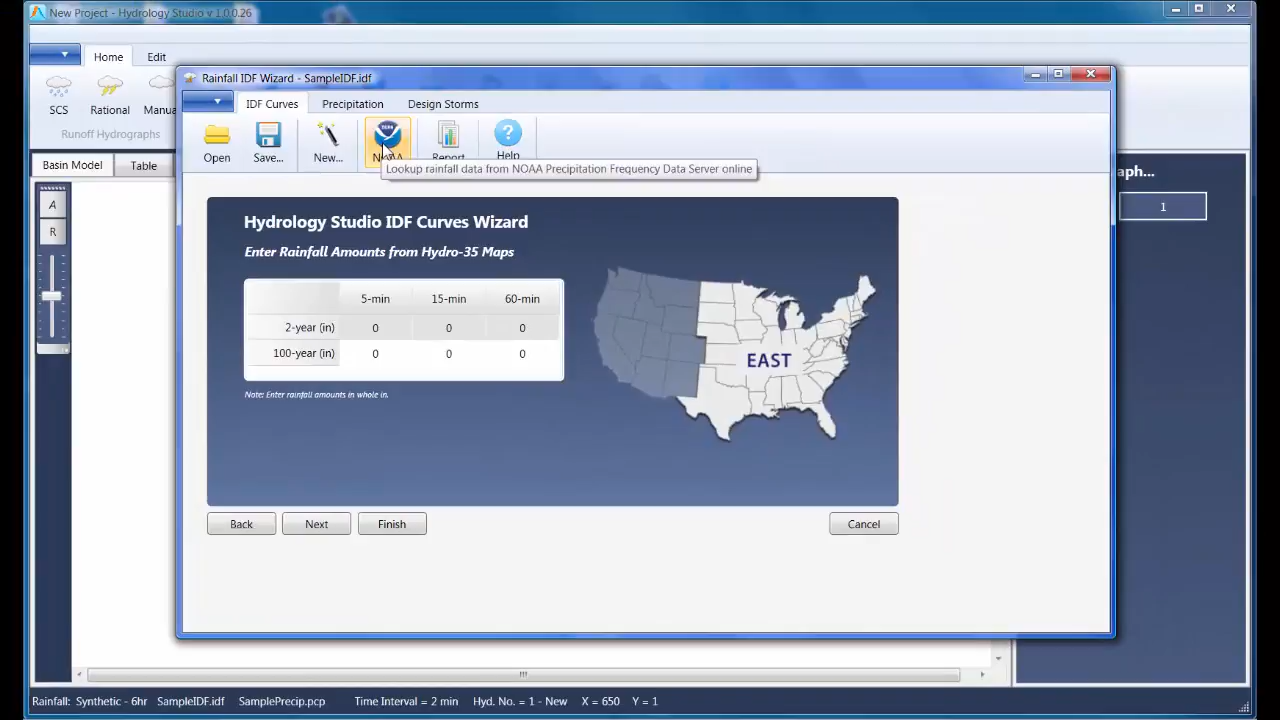 New Project - Hydrology Studio v 1.0.0.26
Home
Edit
SCS
Rational
Manua
Runoff Hydrographs
Basin Model
Table
A
R
Rainfall IDF Wizard - SampleIDF.idf
IDF Curves
Precipitation
Design Storms
Open
Save...
New...
NOAA
Report
Help
Lookup rainfall data from NOAA Precipitation Frequency Data Server online
aph...
1
Hydrology Studio IDF Curves Wizard
Enter Rainfall Amounts from Hydro-35 Maps
5-min 15-min 60-min
2-year (in) 0 0 0
100-year (in) 0 0 0
Note: Enter rainfall amounts in whole in.
EAST
Back
Next
Finish
Cancel
Rainfall: Synthetic - 6hr SampleIDF.idf SamplePrecip.pcp Time Interval = 2 min Hyd. No. = 1 - New X = 650 Y = 1